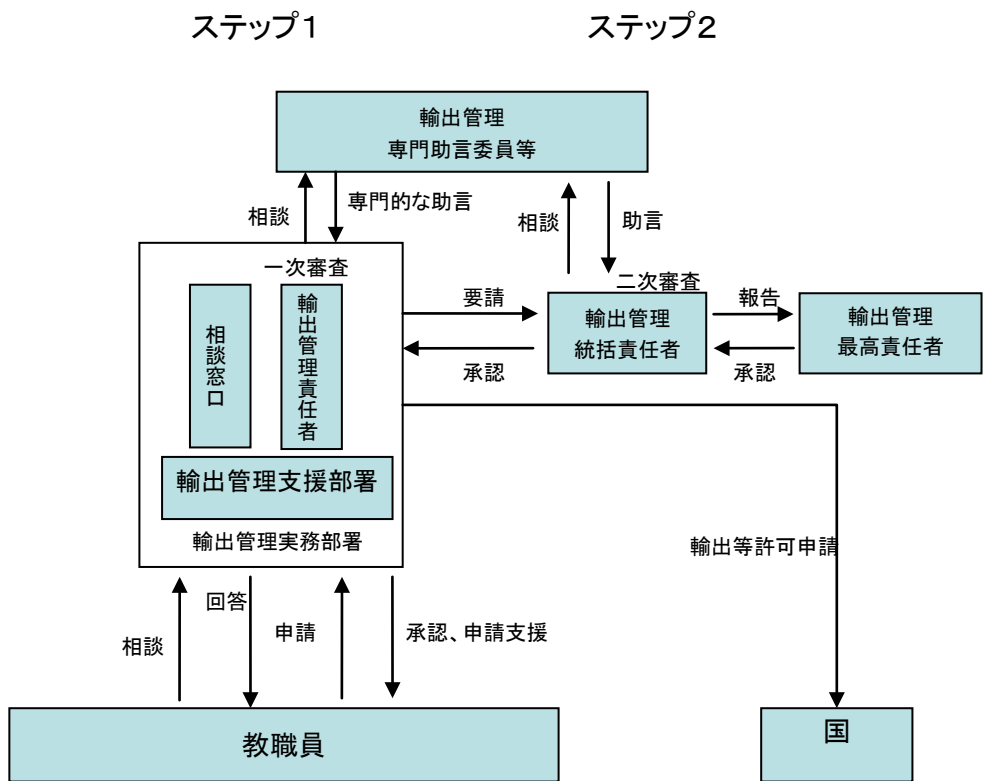 ステップ1
ステップ2
輸出管理
専門助言委員等
相談
専門的な助言
相談
助言
一次審査
相談窓口
輸出管理責任者
輸出管理支援部署
輸出管理実務部署
要請
承認
二次審査
輸出管理
統括責任者
報告
承認
輸出管理
最高責任者
輸出等許可申請
相談
回答
申請
承認、申請支援
教職員
国